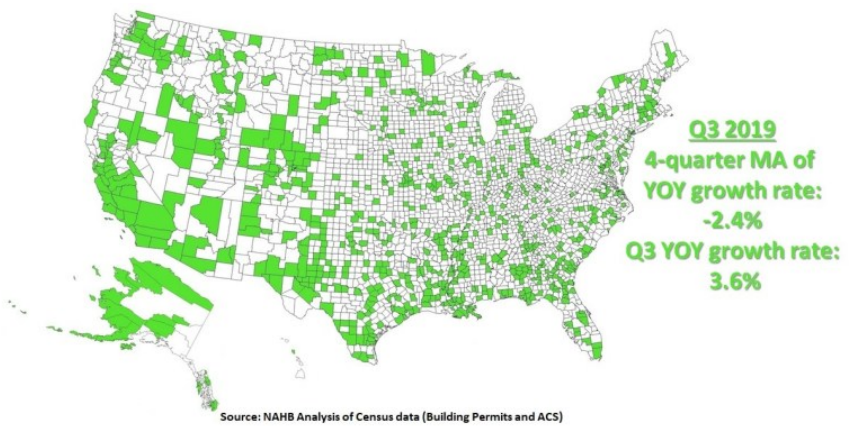 Q3 2019
4-quarter MA of
YOY growth rate:
-2.4%
Q3 YOY growth rate:
3.6%
Source: NAHB Analysis of Census data (Building Permits and ACS)